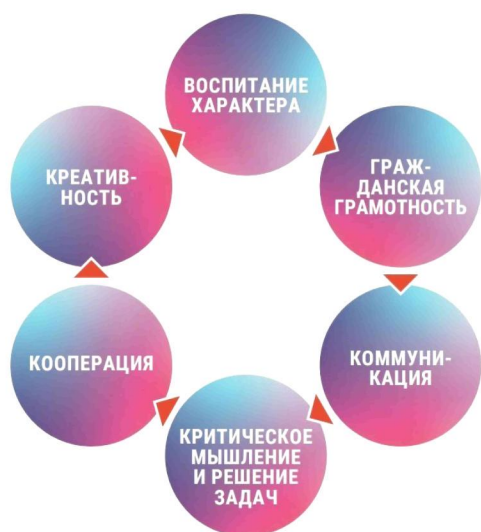 ВОСПИТАНИЕ
ХАРАКТЕРА
ГРАЖ-
ДАНСКАЯ
ГРАМОТНОСТЬ
КОММУНИ-
КАЦИЯ
КРИТИЧЕСКОЕ
МЫШЛЕНИЕ
И РЕШЕНИЕ
ЗАДАЧ
КООПЕРАЦИЯ
КРЕАТИВ-
НОСТЬ